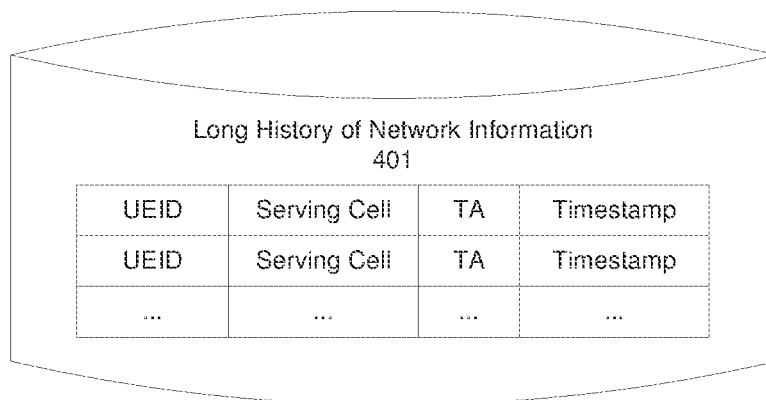 Long History of Network Information
401
UEID Serving Cell TA Timestamp
UEID Serving Cell TA Timestamp
... ... ... ...